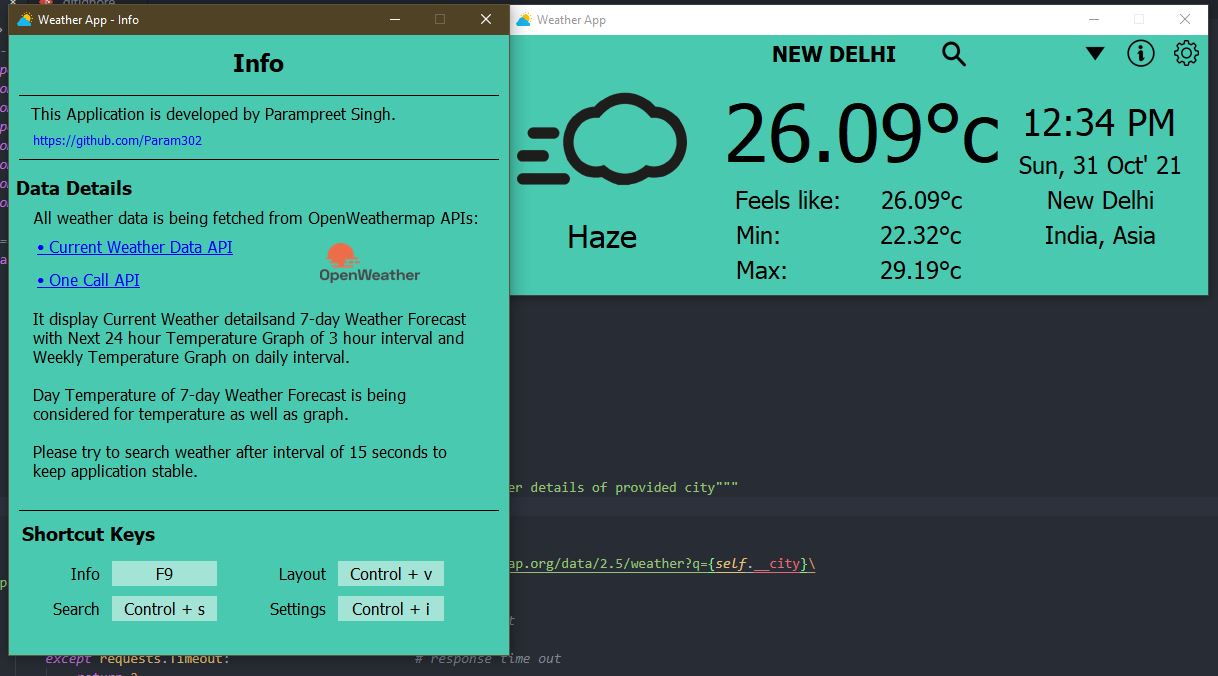 .gitignore
Weather App - Info
Info
This Application is developed by Parampreet Singh.
https://github.com/Param302
Data Details
All weather data is being fetched from OpenWeathermap APIs:
• Current Weather Data API
• One Call API
OpenWeather
It display Current Weather detailsand 7-day Weather Forecast
with Next 24 hour Temperature Graph of 3 hour interval and
Weekly Temperature Graph on daily interval.
Day Temperature of 7-day Weather Forecast is being
considered for temperature as well as graph.
Please try to search weather after interval of 15 seconds to
keep application stable.
Shortcut Keys
Info F9 Layout Control + v
Search Control + s Settings Control + i
Weather App
NEW DELHI
26.09°c
12:34 PM
Sun, 31 Oct' 21
Haze
Feels like: 26.09°c
New Delhi
Min: 22.32°c
India, Asia
Max: 29.19°c
er details of provided city"""
ap.org/data/2.5/weather?q={self.__city}\
except requests.Timeout: # response time out
return 2